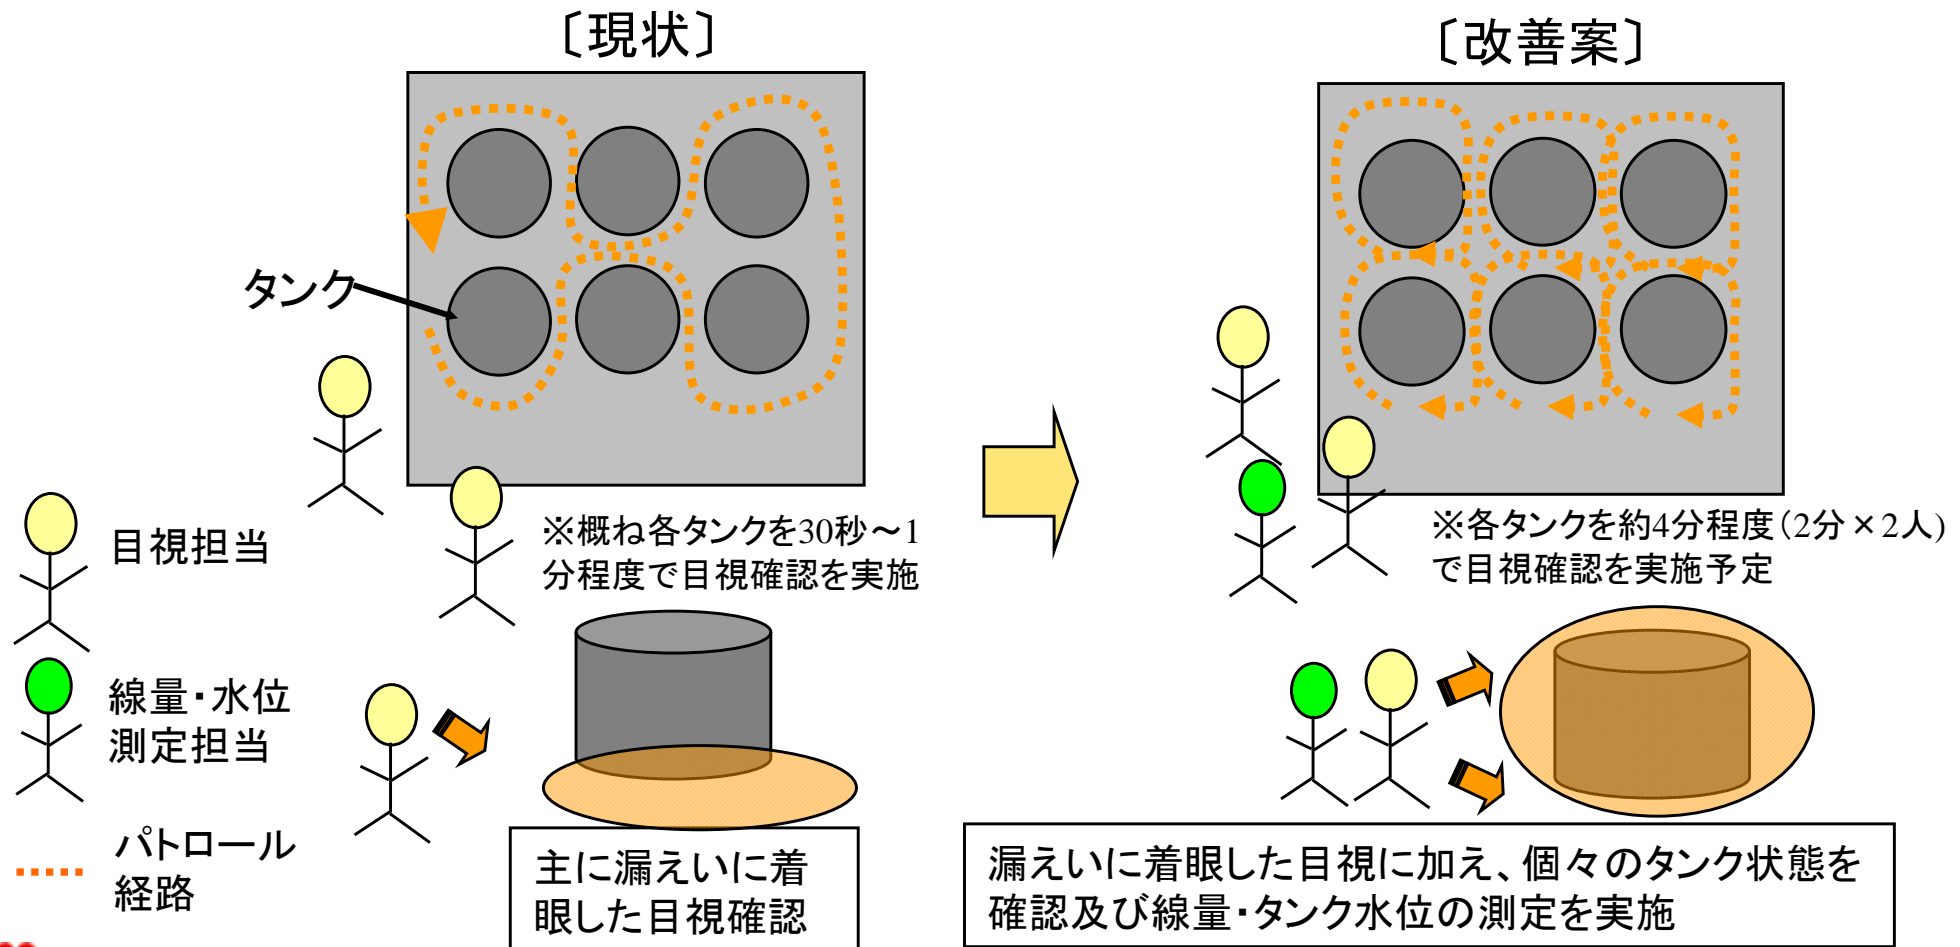 〔現状〕
タンク
※概ね各タンクを30秒～1
分程度で目視確認を実施
主に漏えいに着
眼した目視確認
目視担当
線量・水位
測定担当
パトロール
経路
〔改善案〕
※各タンクを約4分程度（2分×2人）
で目視確認を実施予定
漏えいに着眼した目視に加え、個々のタンク状態を
確認及び線量・タンク水位の測定を実施